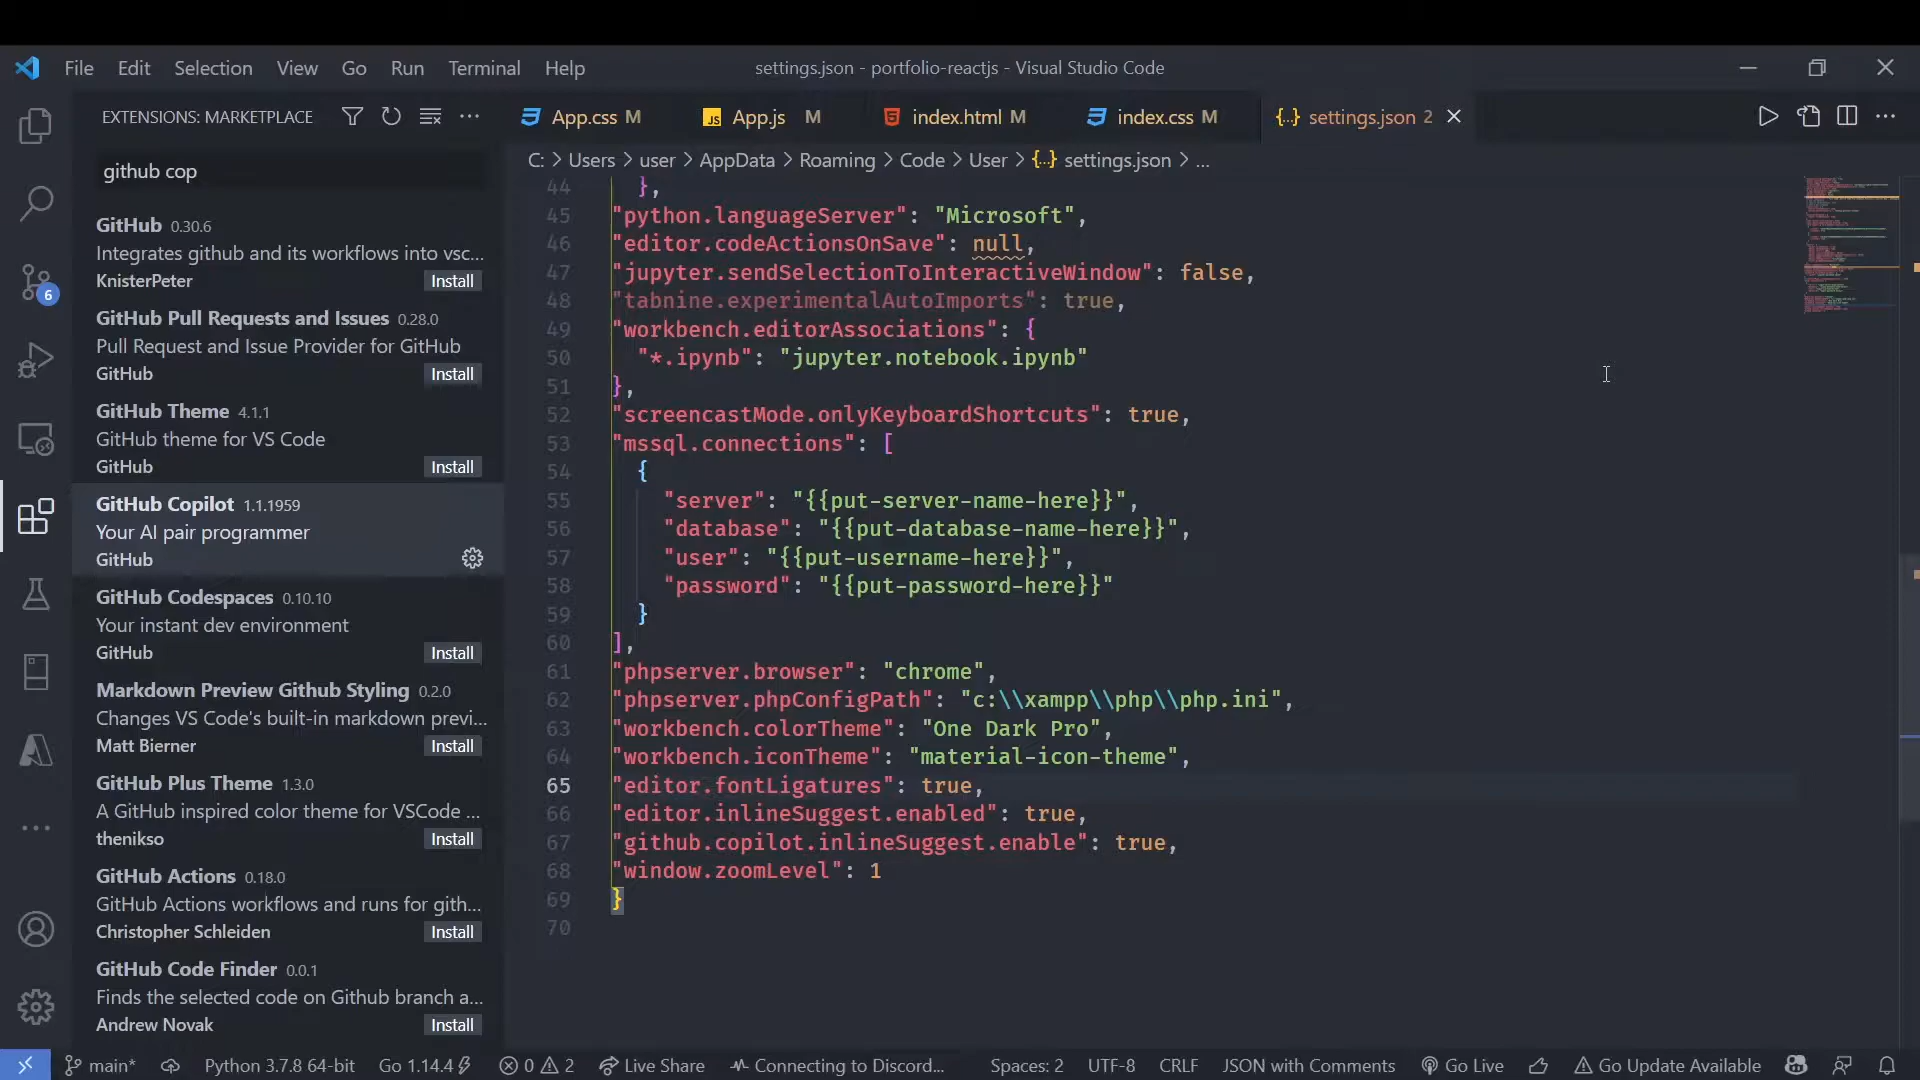 File Edit Selection View Go Run Terminal Help
settings.json - portfolio-reactjs - Visual Studio Code
EXTENSIONS: MARKETPLACE
github cop
GitHub 0.30.6
Integrates github and its workflows into vsc...
KnisterPeter Install
GitHub Pull Requests and Issues 0.28.0
Pull Request and Issue Provider for GitHub
GitHub Install
GitHub Theme 4.1.1
GitHub theme for VS Code
GitHub Install
GitHub Copilot 1.1.1959
Your AI pair programmer
GitHub
GitHub Codespaces 0.10.10
Your instant dev environment
GitHub Install
Markdown Preview Github Styling 0.2.0
Changes VS Code's built-in markdown previ...
Matt Bierner Install
GitHub Plus Theme 1.3.0
A GitHub inspired color theme for VSCode ...
thenikso Install
GitHub Actions 0.18.0
GitHub Actions workflows and runs for gith...
Christopher Schleiden Install
GitHub Code Finder 0.0.1
Finds the selected code on Github branch a...
Andrew Novak Install
6
App.css M JS App.js M index.html M index.css M {..} settings.json 2
C: > Users > user > AppData > Roaming > Code > User > {..} settings.json > ...
44 },
45 "python.languageServer": "Microsoft",
46 "editor.codeActionsOnSave": null,
47 "jupyter.sendSelectionToInteractiveWindow": false,
48 "tabnine.experimentalAutoImports": true,
49 "workbench.editorAssociations": {
50 "*.ipynb": "jupyter.notebook.ipynb"
51 },
52 "screencastMode.onlyKeyboardShortcuts": true,
53 "mssql.connections": [
54 {
55 "server": "{{put-server-name-here}}",
56 "database": "{{put-database-name-here}}",
57 "user": "{{put-username-here}}",
58 "password": "{{put-password-here}}"
59 }
60 ],
61 "phpserver.browser": "chrome",
62 "phpserver.phpConfigPath": "c:\\xampp\\php\\php.ini",
63 "workbench.colorTheme": "One Dark Pro",
64 "workbench.iconTheme": "material-icon-theme",
65 "editor.fontLigatures": true,
66 "editor.inlineSuggest.enabled": true,
67 "github.copilot.inlineSuggest.enable": true,
68 "window.zoomLevel": 1
69 }
70
main* Python 3.7.8 64-bit Go 1.14.4 0 2 Live Share Connecting to Discord... Spaces: 2 UTF-8 CRLF JSON with Comments Go Live Go Update Available